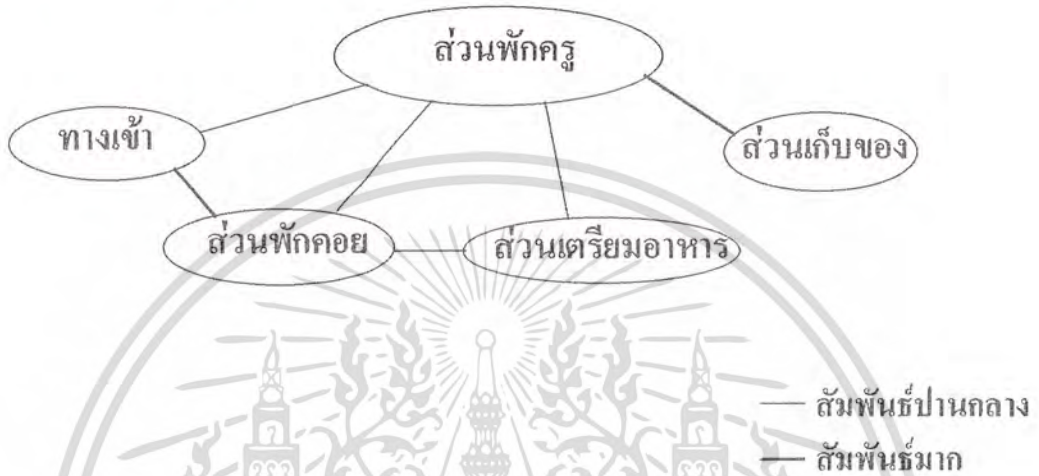 ส่วนพักครู
ทางเข้า
ส่วนเก็บของ
ส่วนพักคอย
ส่วนเตรียมอาหาร
สัมพันธ์ปานกลาง
สัมพันธ์มาก